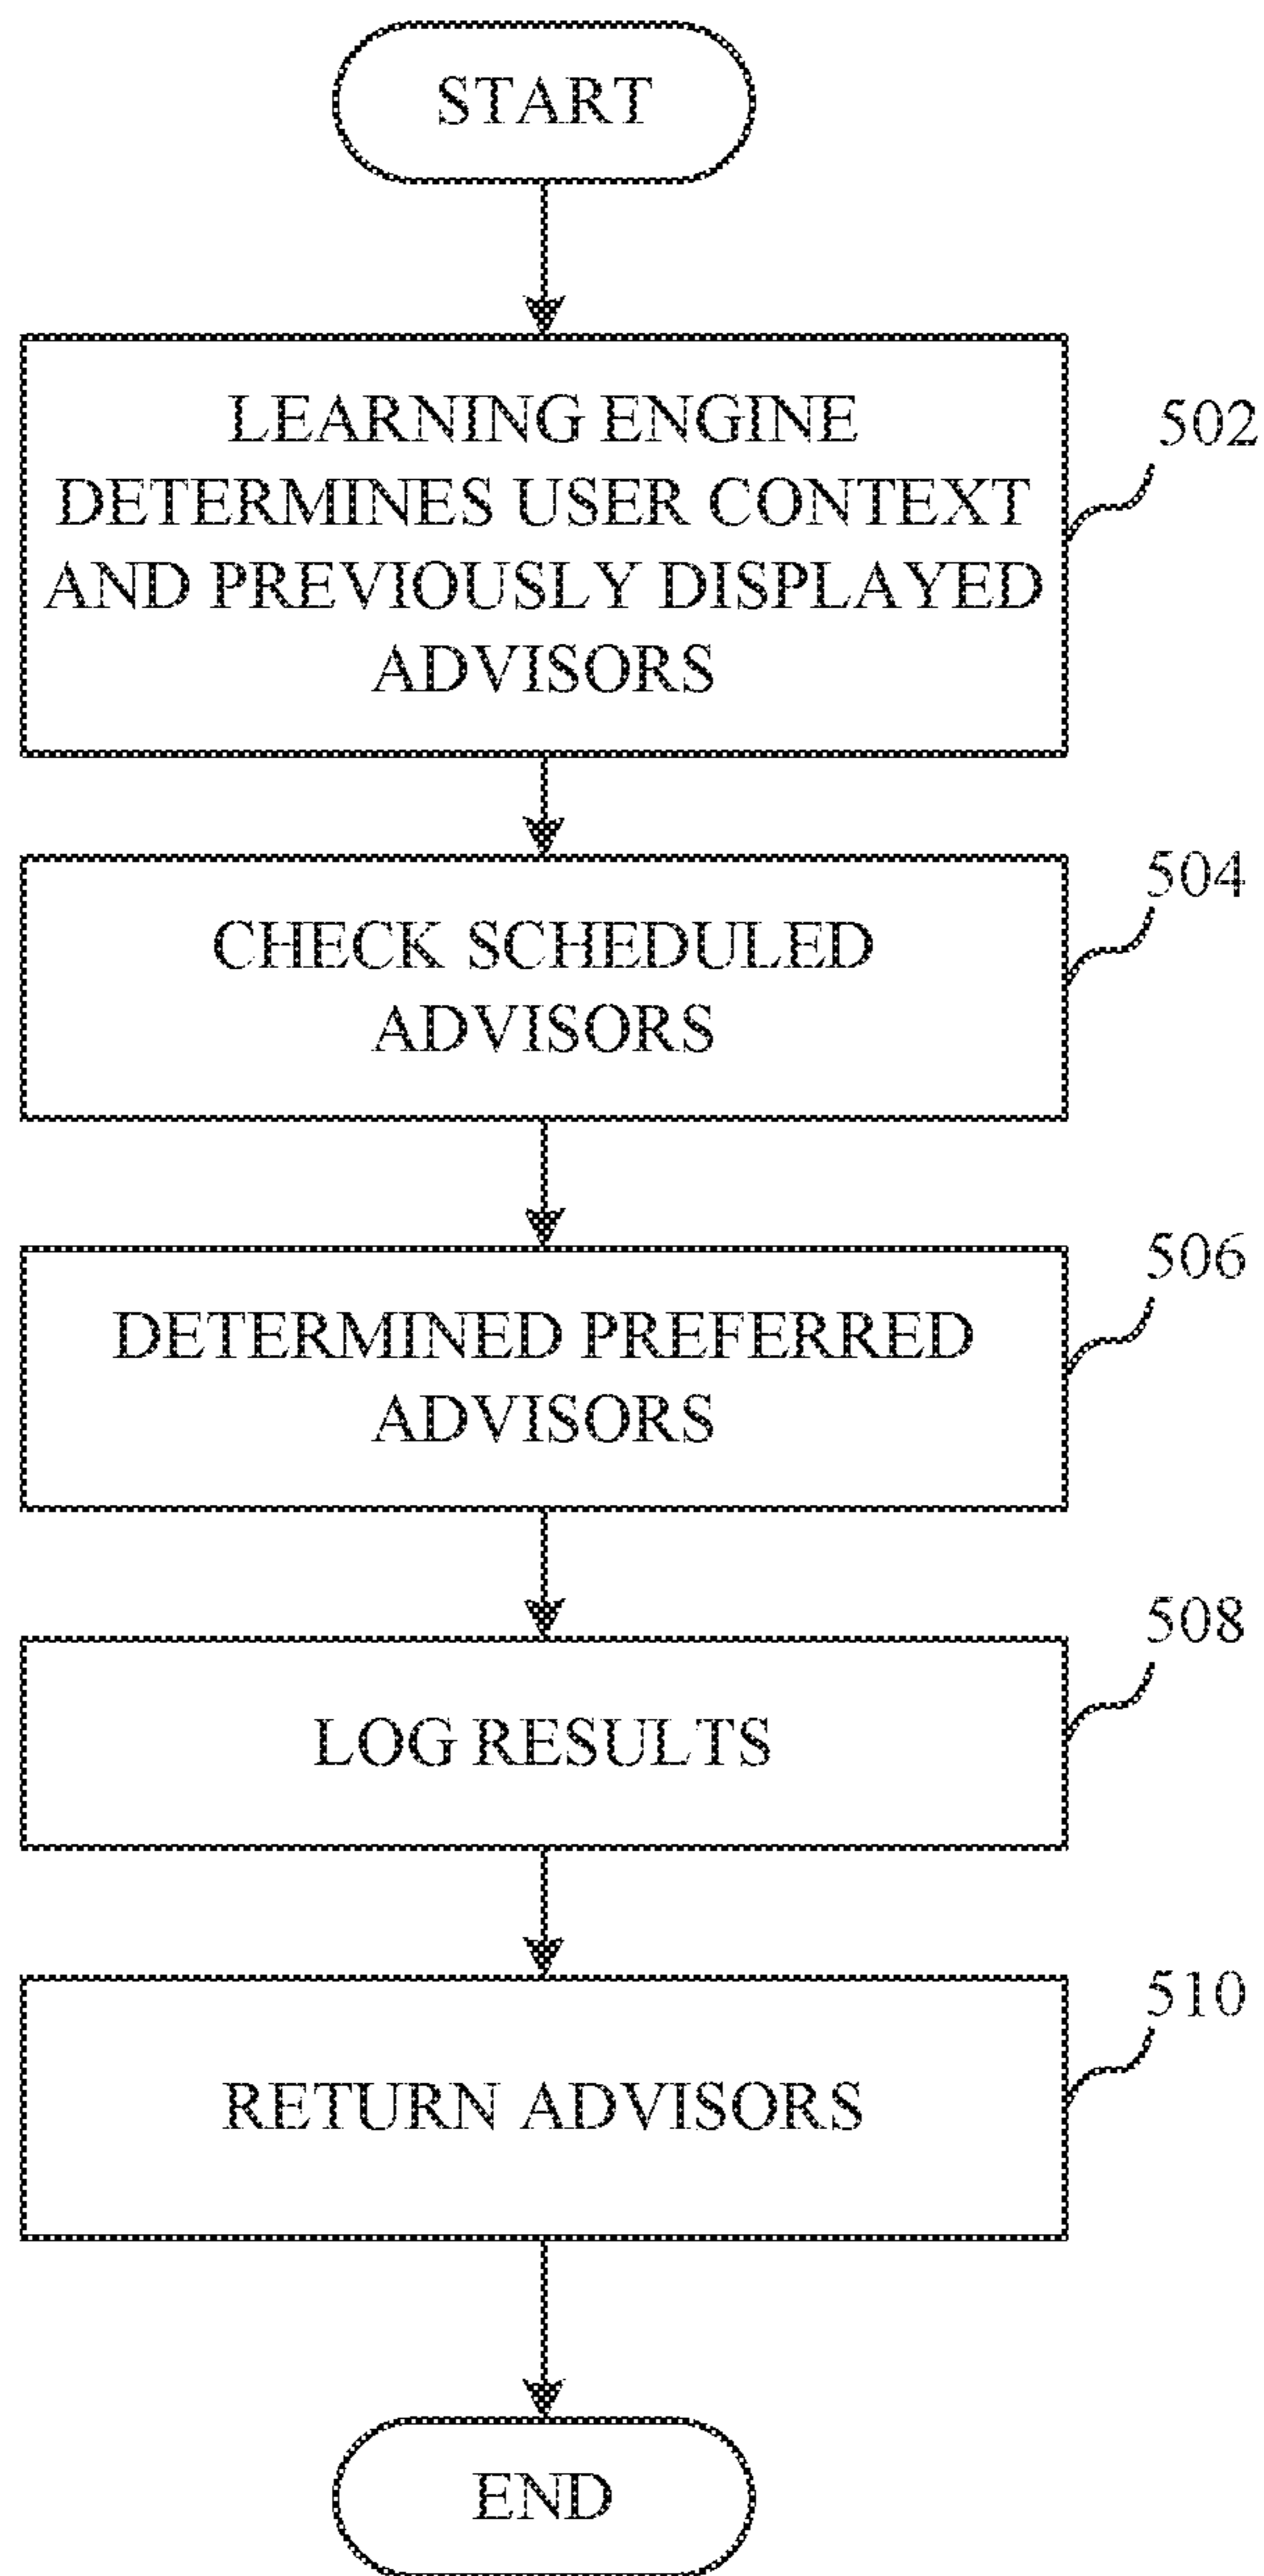 START
LEARNING ENGINE
DETERMINES USER CONTEXT
AND PREVIOUSLY DISPLAYED
ADVISORS
502
CHECK SCHEDULED
ADVISORS
504
DETERMINED PREFERRED
ADVISORS
506
LOG RESULTS
508
RETURN ADVISORS
510
END